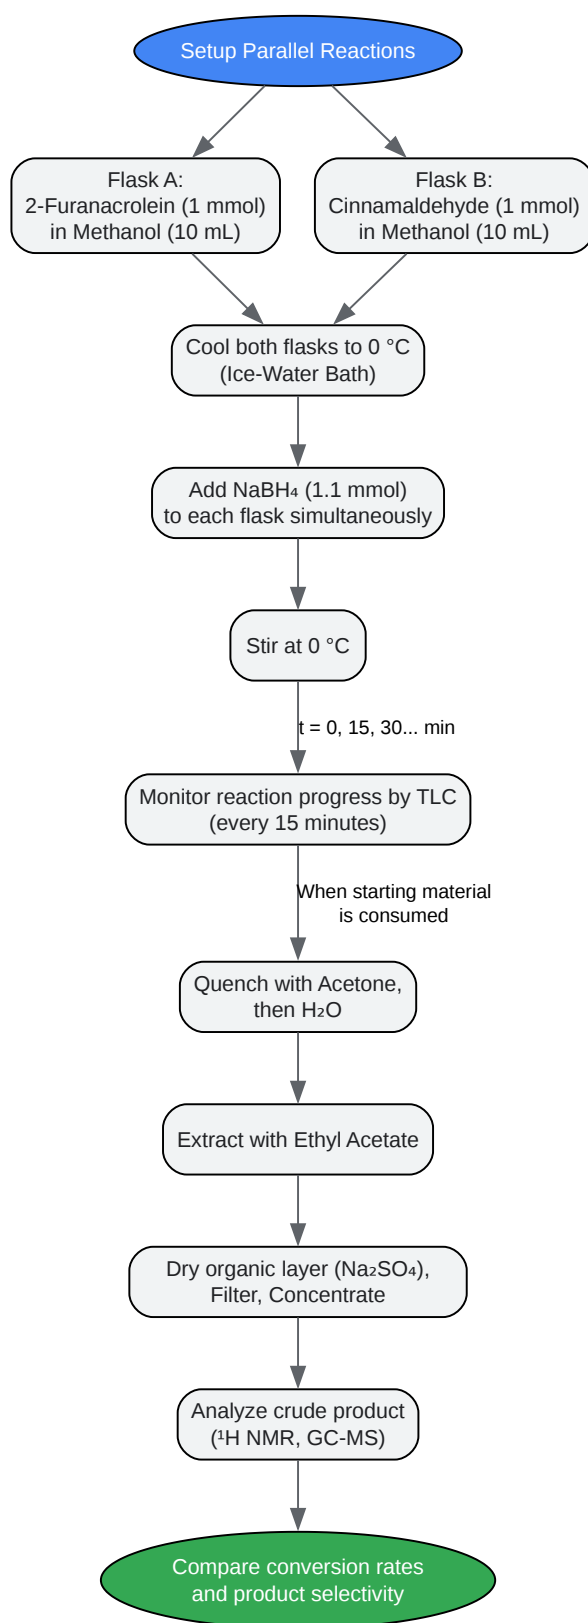 Setup Parallel Reactions
Flask A:
2-Furanacrolein (1 mmol)
in Methanol (10 mL)
Flask B:
Cinnamaldehyde (1 mmol)
in Methanol (10 mL)
Cool both flasks to 0 °C
(Ice-Water Bath)
Add NaBH₄ (1.1 mmol)
to each flask simultaneously
Stir at 0 °C
t = 0, 15, 30... min
Monitor reaction progress by TLC
(every 15 minutes)
When starting material
is consumed
Quench with Acetone,
then H₂O
Extract with Ethyl Acetate
Dry organic layer (Na₂SO₄),
Filter, Concentrate
Analyze crude product
(¹H NMR, GC-MS)
Compare conversion rates
and product selectivity